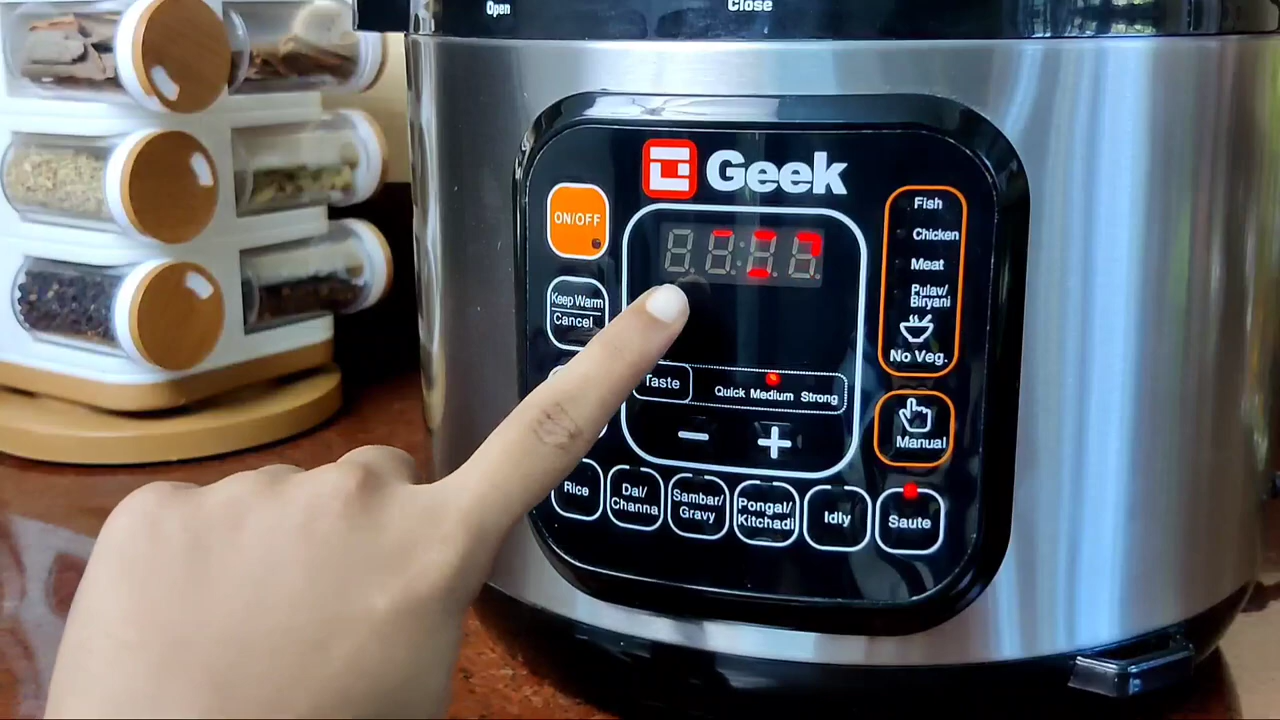 Open
Close
Geek
ON/OFF
Keep Warm
Cancel
Taste
Quick Medium Strong
− +
Fish
Chicken
Meat
Pulav/
Biryani
No Veg.
Manual
Rice
Dal/
Channa
Sambar/
Gravy
Pongal/
Kitchadi
Idly
Saute